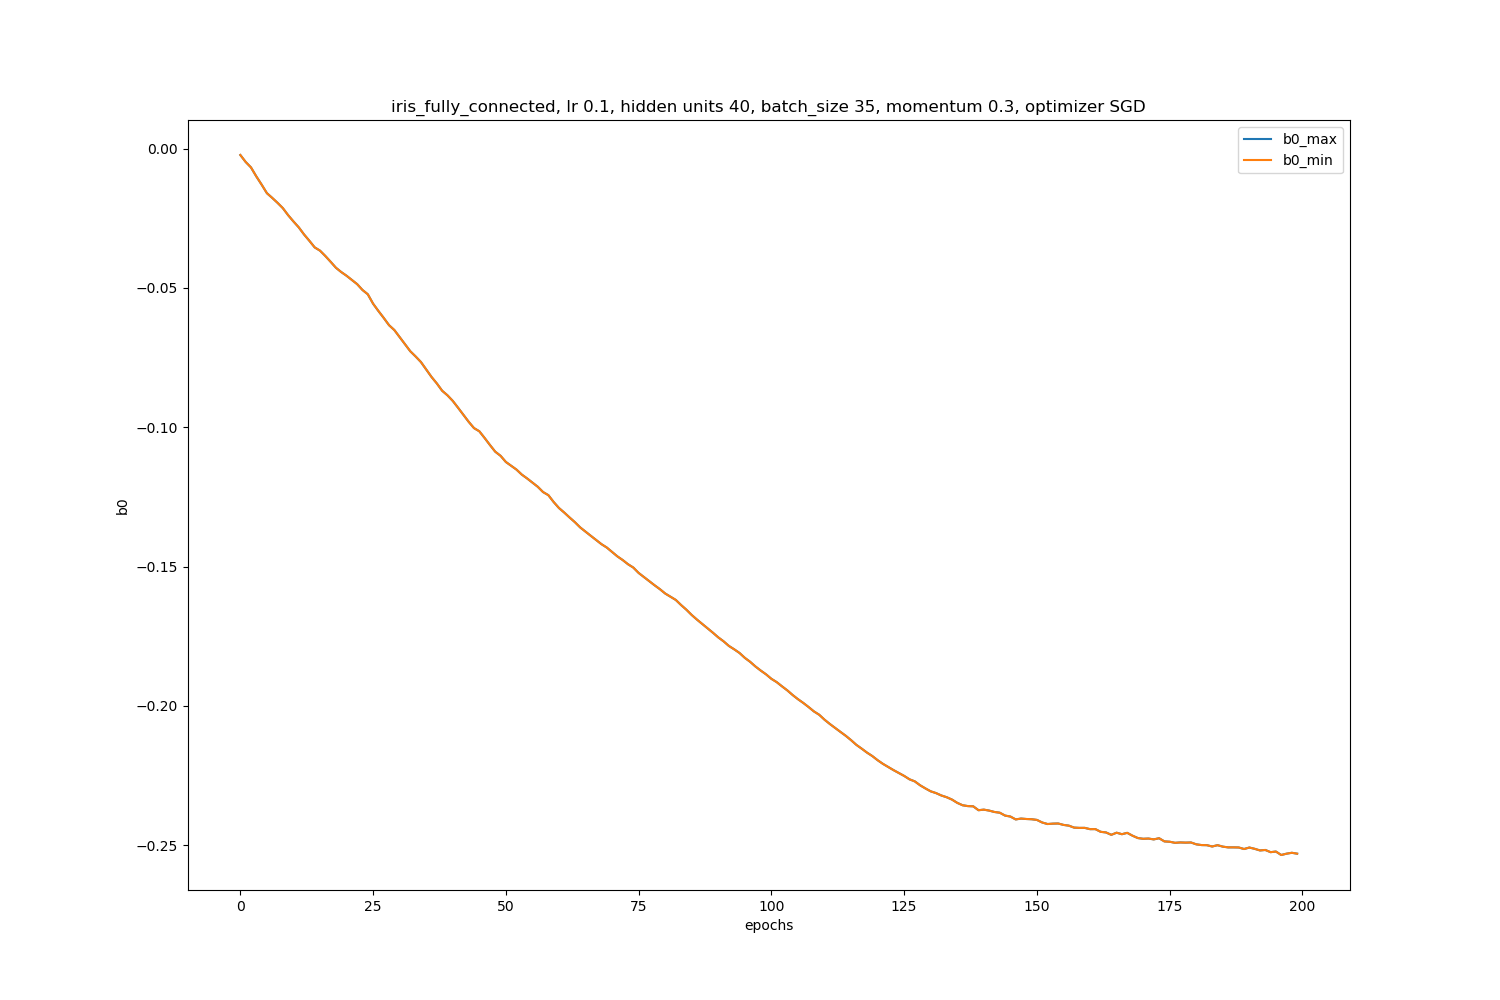 iris_fully_connected, lr 0.1, hidden units 40, batch_size 35, momentum 0.3, optimizer SGD
b0_max
b0_min
0.00
−0.05
−0.10
−0.15
−0.20
−0.25
b0
0 25 50 75 100 125 150 175 200
epochs